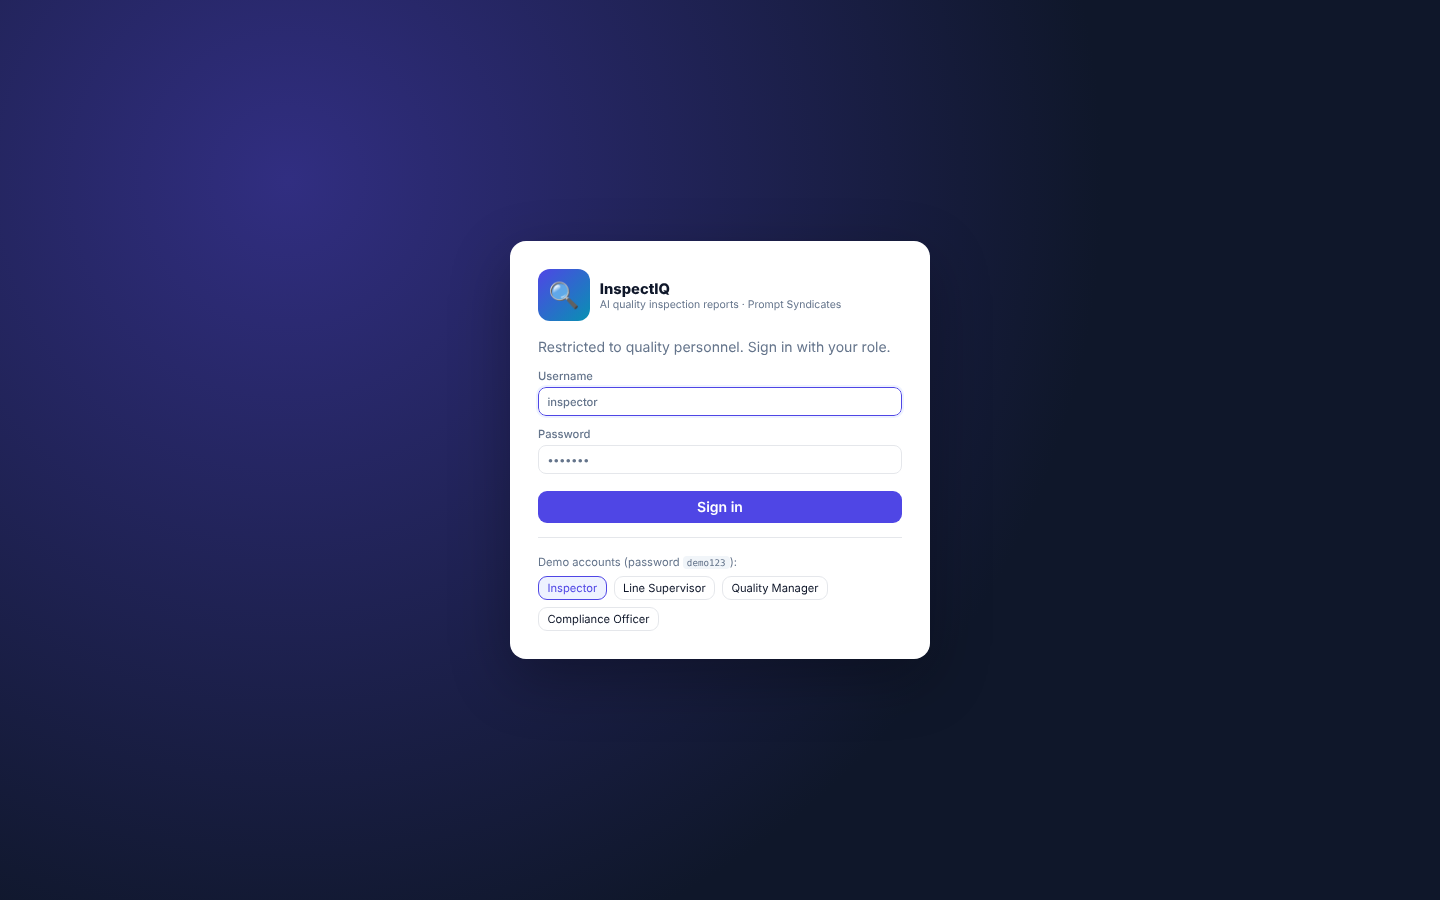 InspectIQ
AI quality inspection reports · Prompt Syndicates
Restricted to quality personnel. Sign in with your role.
Username
inspector
Password
•••••••
Sign in
Demo accounts (password demo123):
Inspector Line Supervisor Quality Manager
Compliance Officer